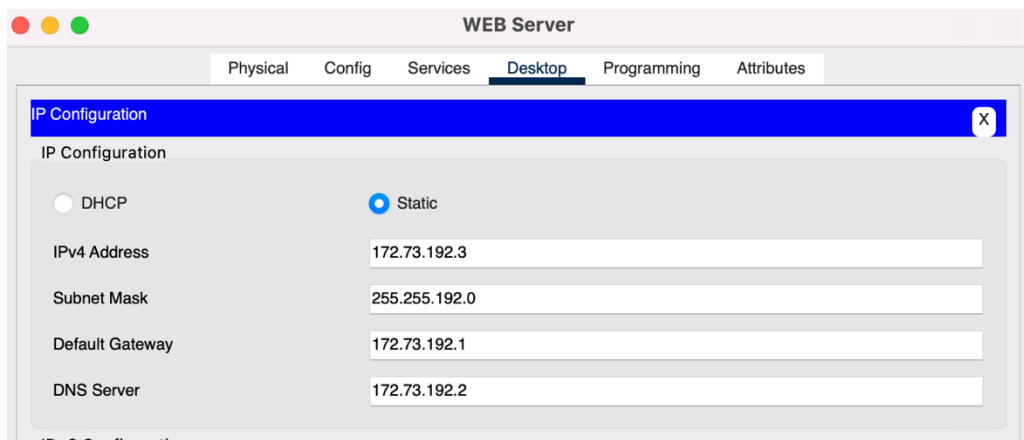 WEB Server
Physical Config Services Desktop Programming Attributes
IP Configuration X
IP Configuration
DHCP Static
IPv4 Address 172.73.192.3
Subnet Mask 255.255.192.0
Default Gateway 172.73.192.1
DNS Server 172.73.192.2